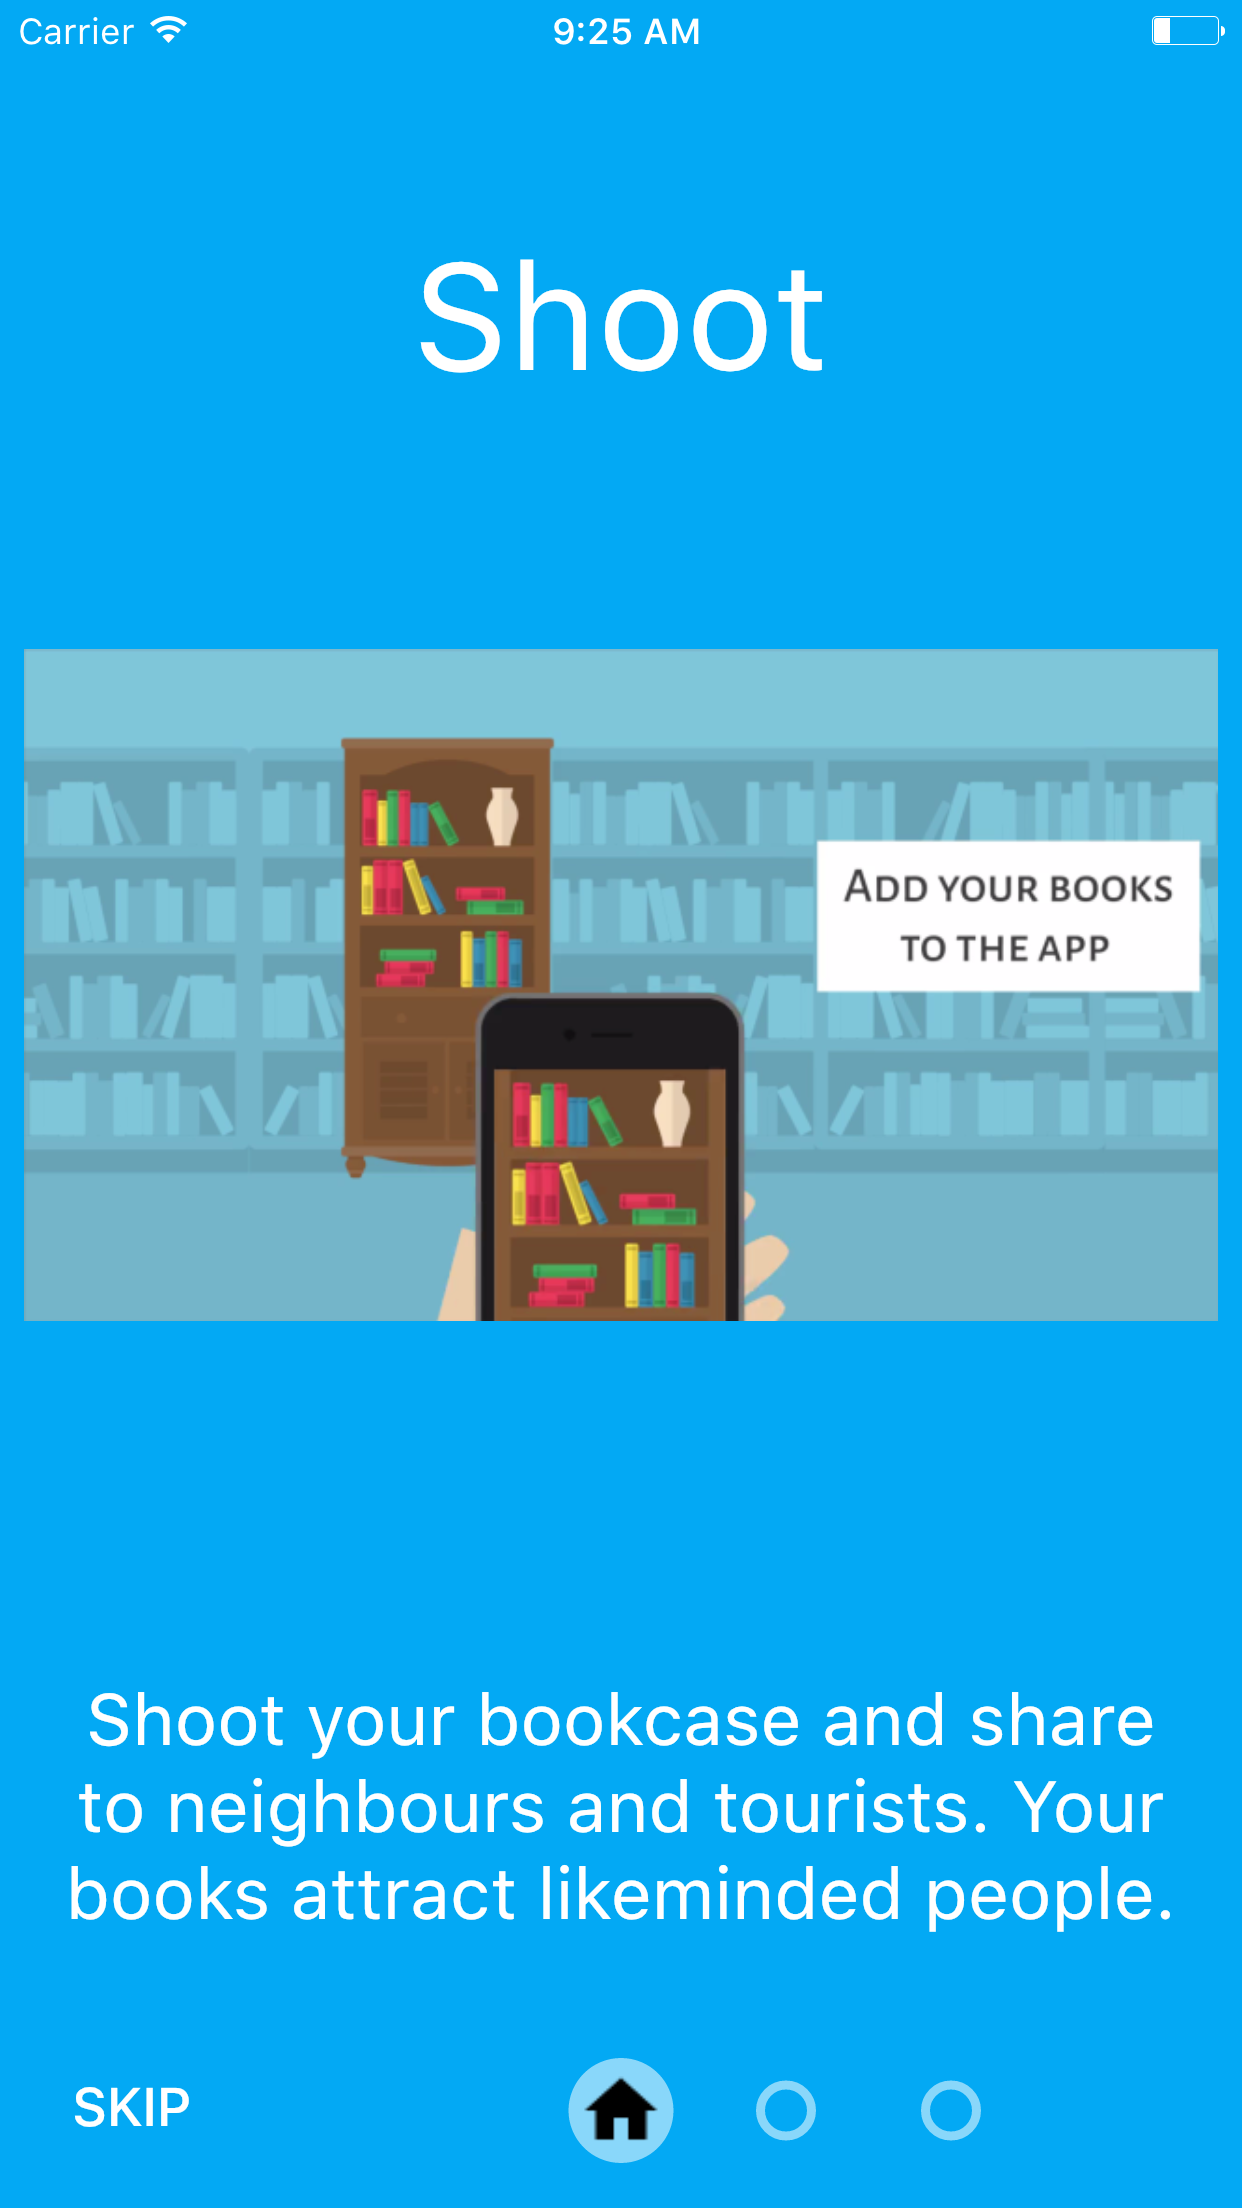 Carrier 9:25 AM
Shoot
ADD YOUR BOOKS
TO THE APP
Shoot your bookcase and share
to neighbours and tourists. Your
books attract likeminded people.
SKIP